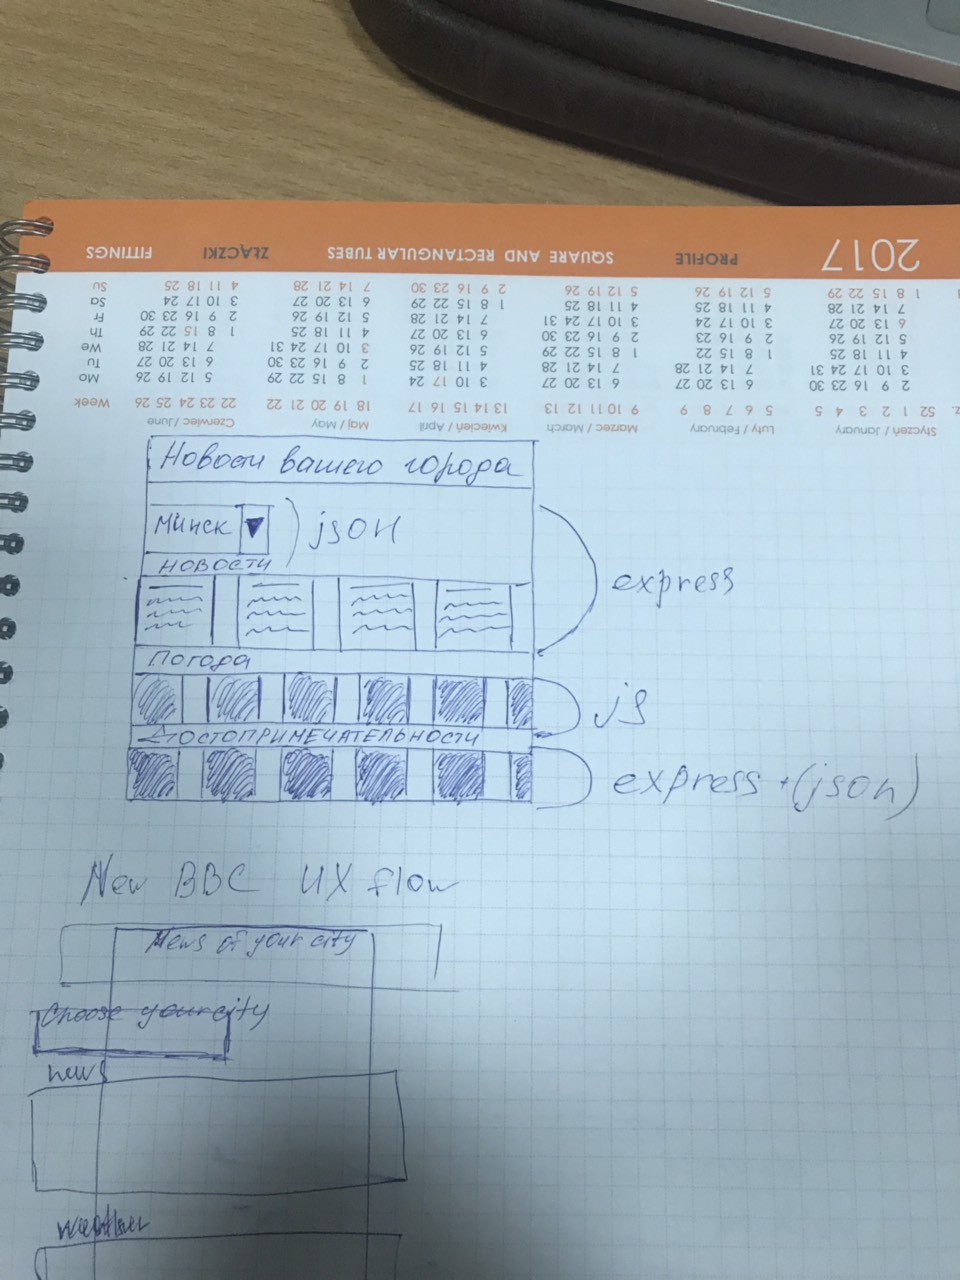 2017 PROFILE SQUARE AND RECTANGULAR TUBES ZŁĄCZKI FITTINGS
1 8 15 22 29 5 12 19 26 5 12 19 26 2 9 16 23 30 7 14 21 28 4 11 18 25 Su
7 14 21 28 4 11 18 25 4 11 18 25 1 8 15 22 29 6 13 20 27 3 10 17 24 Sa
6 13 20 27 3 10 17 24 3 10 17 24 31 7 14 21 28 5 12 19 26 2 9 16 23 30 Fr
5 12 19 26 2 9 16 23 2 9 16 23 30 6 13 20 27 4 11 18 25 1 8 15 22 29 Th
4 11 18 25 1 8 15 22 1 8 15 22 29 5 12 19 26 3 10 17 24 31 7 14 21 28 We
3 10 17 24 31 7 14 21 28 7 14 21 28 4 11 18 25 2 9 16 23 30 6 13 20 27 Tu
2 9 16 23 30 6 13 20 27 6 13 20 27 3 10 17 24 1 8 15 22 29 5 12 19 26 Mo
52 1 2 3 4 5 5 6 7 8 9 9 10 11 12 13 13 14 15 16 17 18 19 20 21 22 22 23 24 25 26 Week
Styczeń / January Luty / February Marzec / March Kwiecień / April Maj / May Czerwiec / June
Новости вашего города
Минск json
новости
express
Погода
js
Достопримечательности
express + (json)
New BBC UX flow
News of your city
Choose your city
news
weather